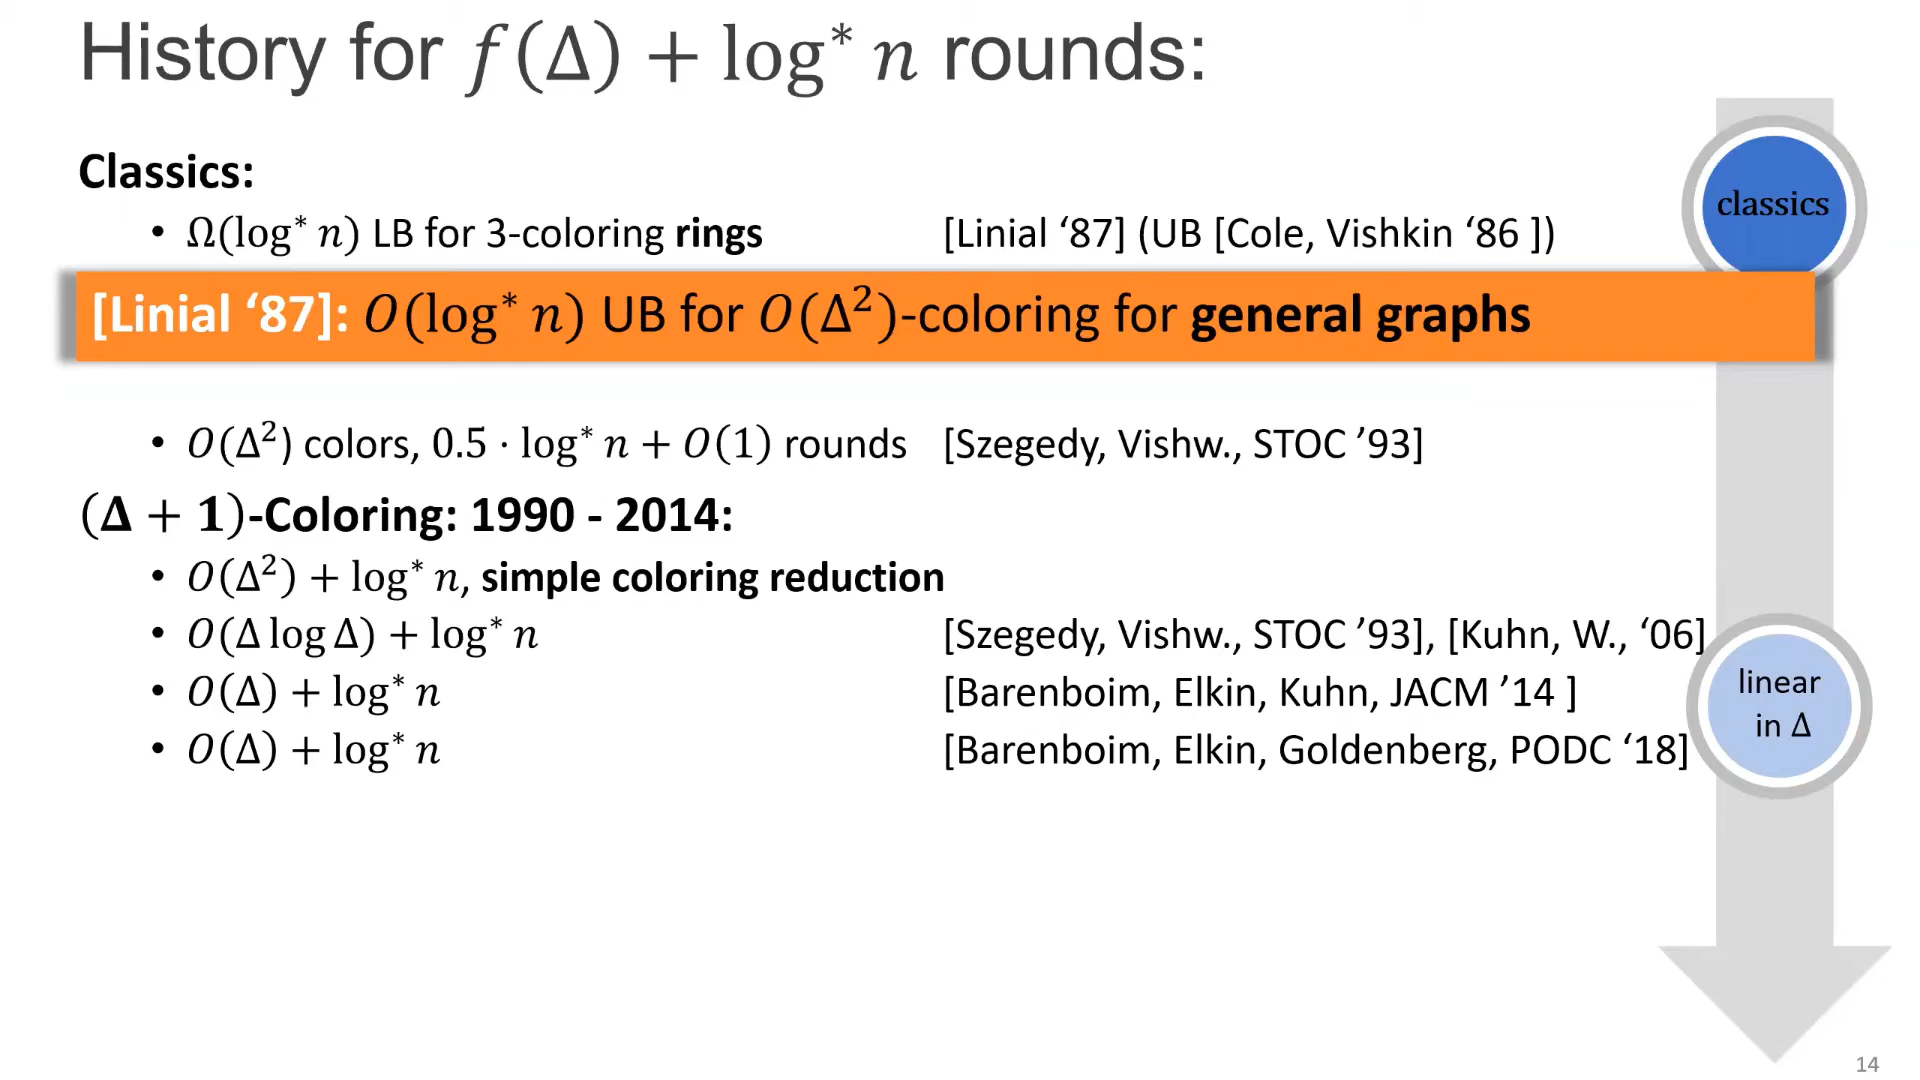 History for f(Δ) + log* n rounds:
Classics:
• Ω(log* n) LB for 3-coloring rings [Linial ‘87] (UB [Cole, Vishkin ‘86 ])
classics
[Linial ‘87]: O(log* n) UB for O(Δ²)-coloring for general graphs
• O(Δ²) colors, 0.5 · log* n + O(1) rounds [Szegedy, Vishw., STOC ’93]
(Δ + 1)-Coloring: 1990 - 2014:
• O(Δ²) + log* n, simple coloring reduction
• O(Δ log Δ) + log* n [Szegedy, Vishw., STOC ’93], [Kuhn, W., ‘06]
• O(Δ) + log* n [Barenboim, Elkin, Kuhn, JACM ’14 ]
• O(Δ) + log* n [Barenboim, Elkin, Goldenberg, PODC ‘18]
linear
in Δ
14